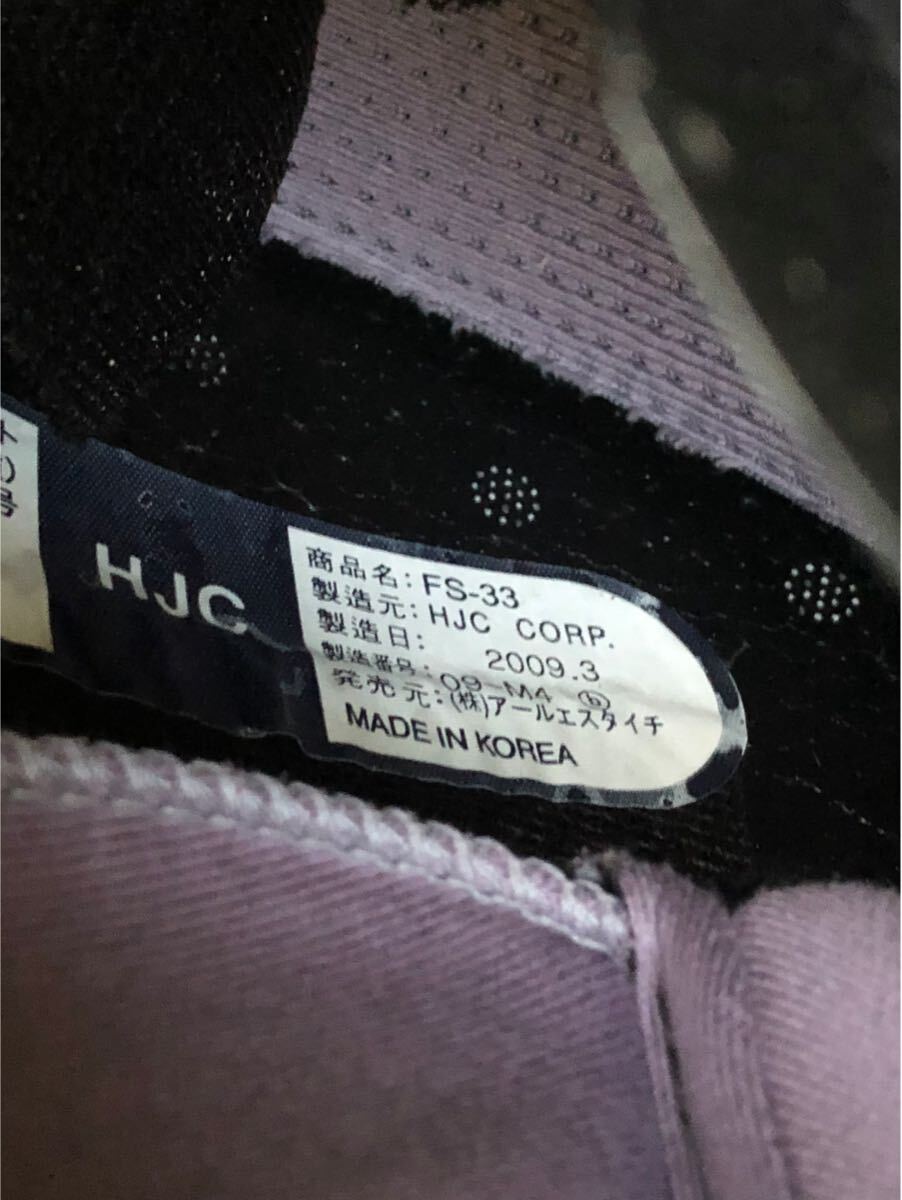 号
HJC
商品名: FS-33
製造元: HJC CORP.
製造日: 2009.3
製造番号: 09-M4 ⓑ
発売元: (株)アールエスタイチ
MADE IN KOREA